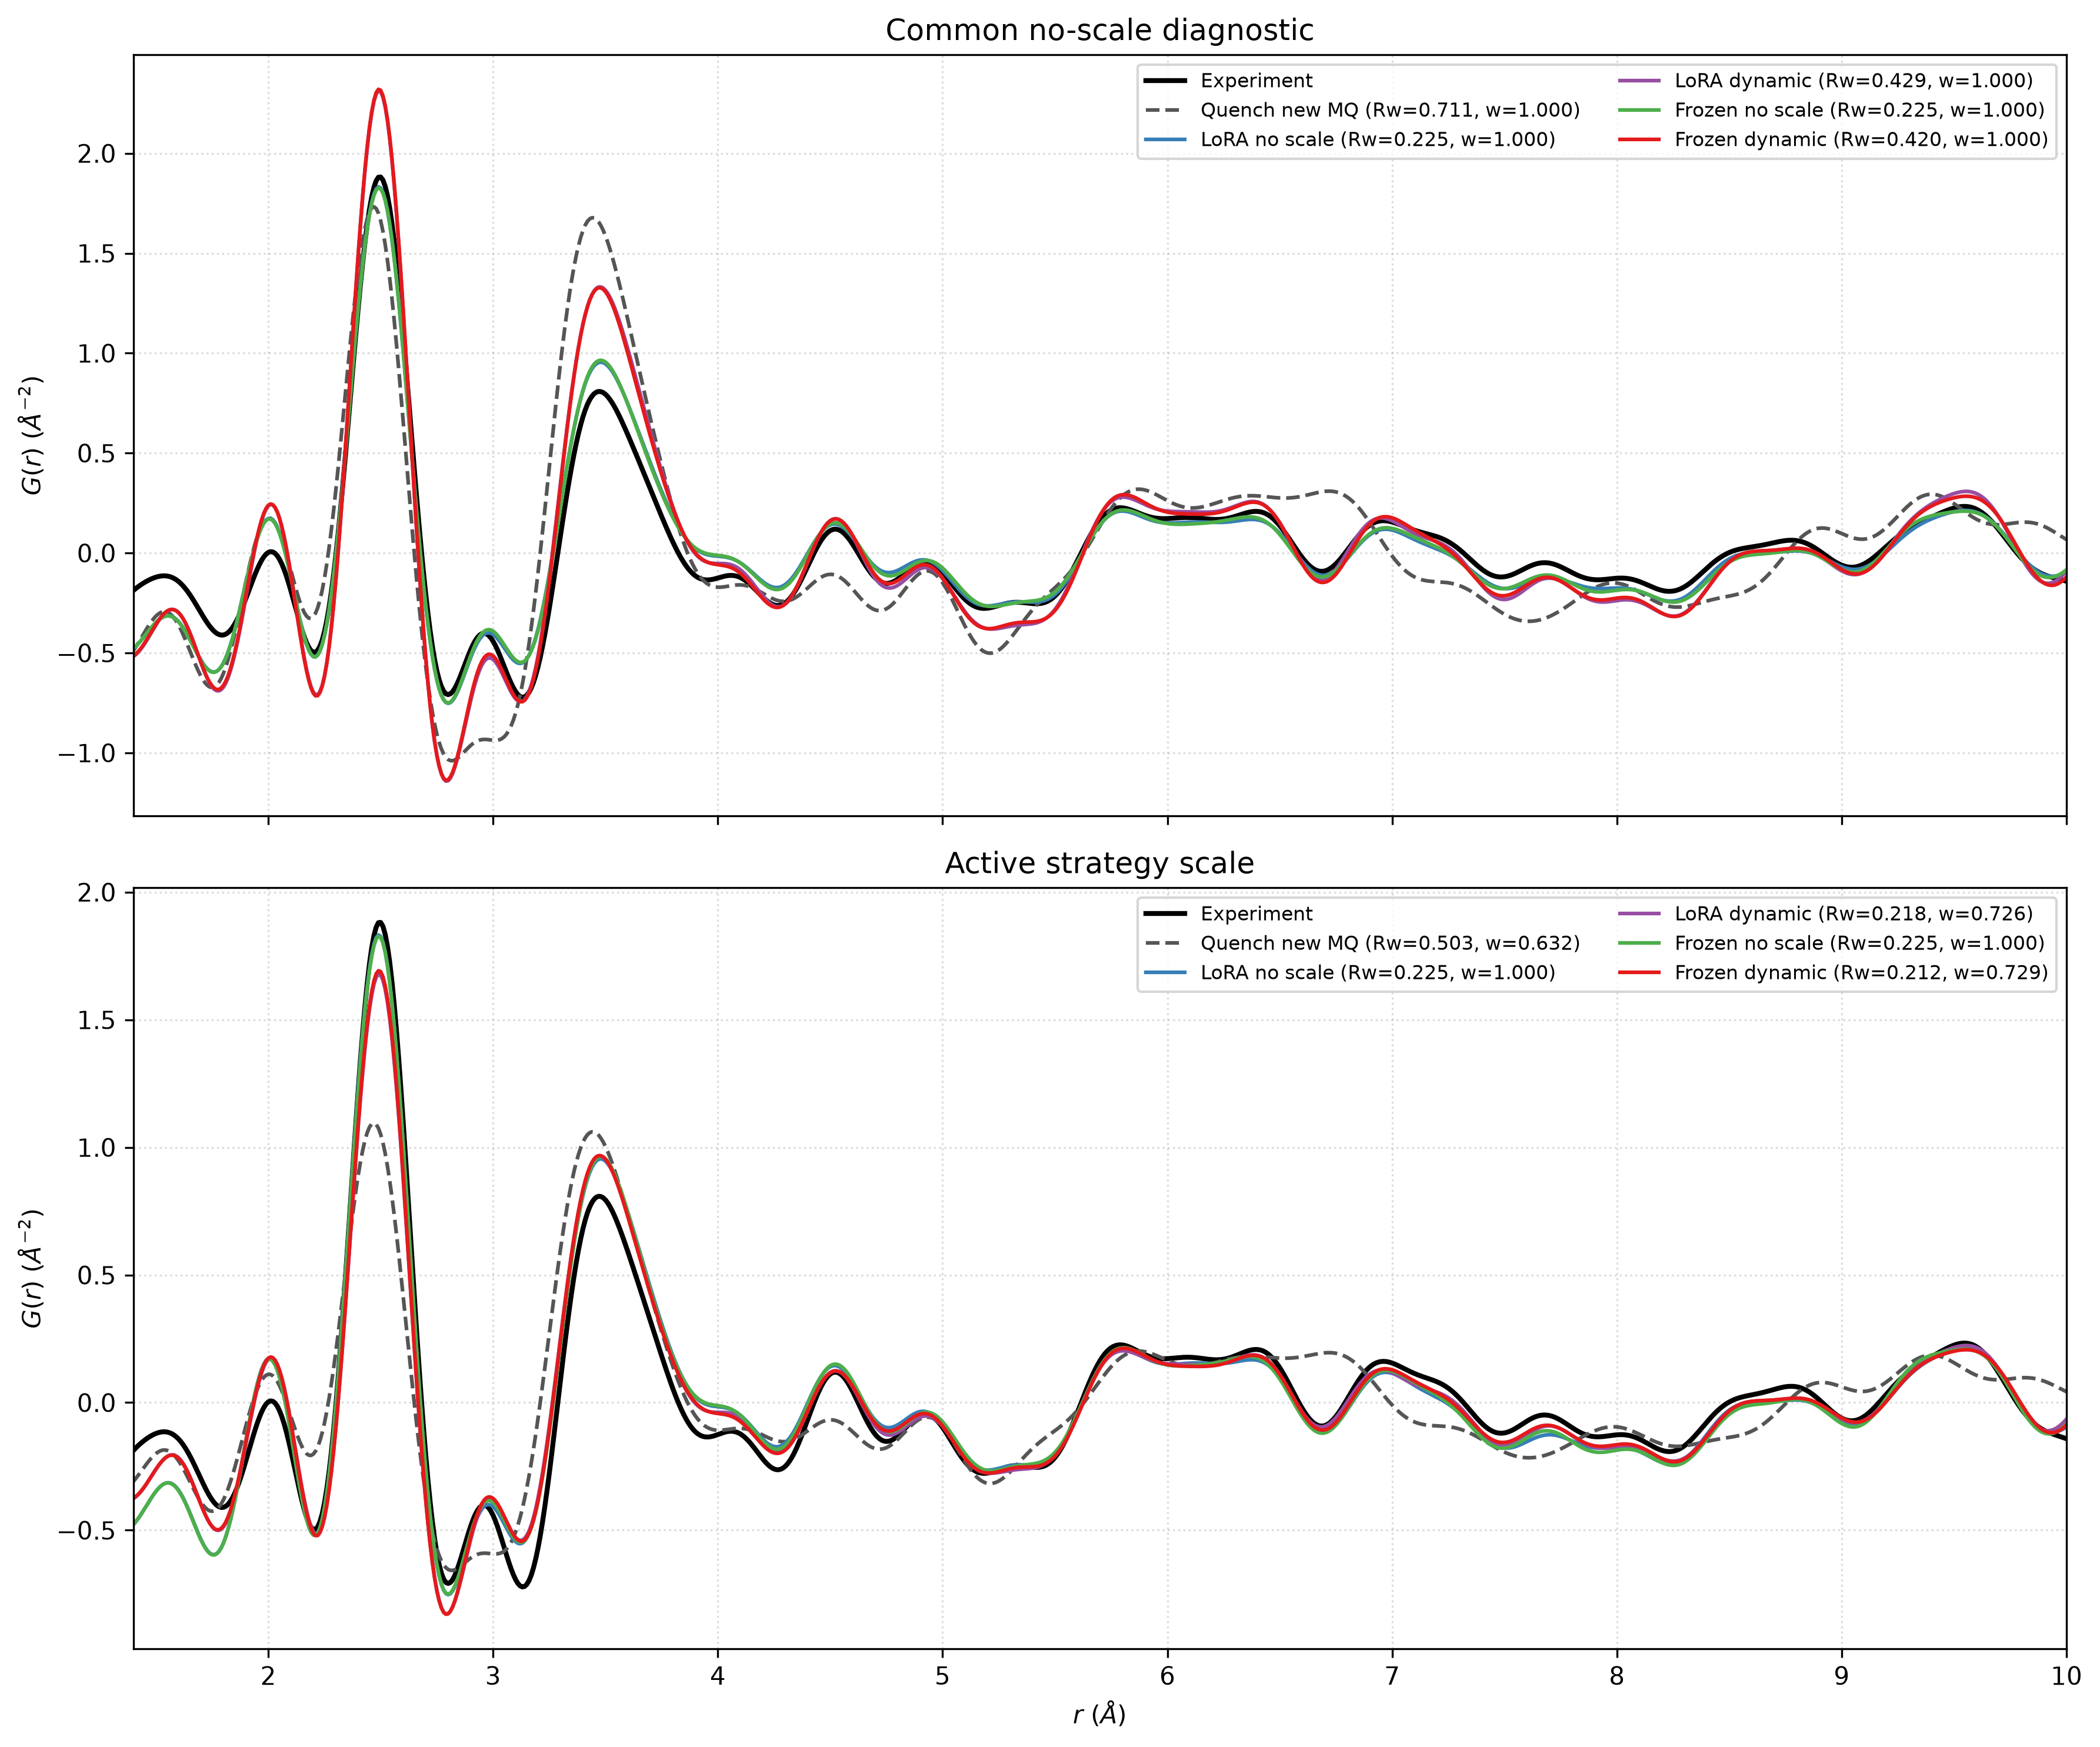 Common no-scale diagnostic
Experiment
Quench new MQ (Rw=0.711, w=1.000)
LoRA no scale (Rw=0.225, w=1.000)
LoRA dynamic (Rw=0.429, w=1.000)
Frozen no scale (Rw=0.225, w=1.000)
Frozen dynamic (Rw=0.420, w=1.000)
2.0
1.5
1.0
0.5
0.0
−0.5
−1.0
G(r) (Å⁻²)
Active strategy scale
Experiment
Quench new MQ (Rw=0.503, w=0.632)
LoRA no scale (Rw=0.225, w=1.000)
LoRA dynamic (Rw=0.218, w=0.726)
Frozen no scale (Rw=0.225, w=1.000)
Frozen dynamic (Rw=0.212, w=0.729)
2.0
1.5
1.0
0.5
0.0
−0.5
G(r) (Å⁻²)
2 3 4 5 6 7 8 9 10
r (Å)